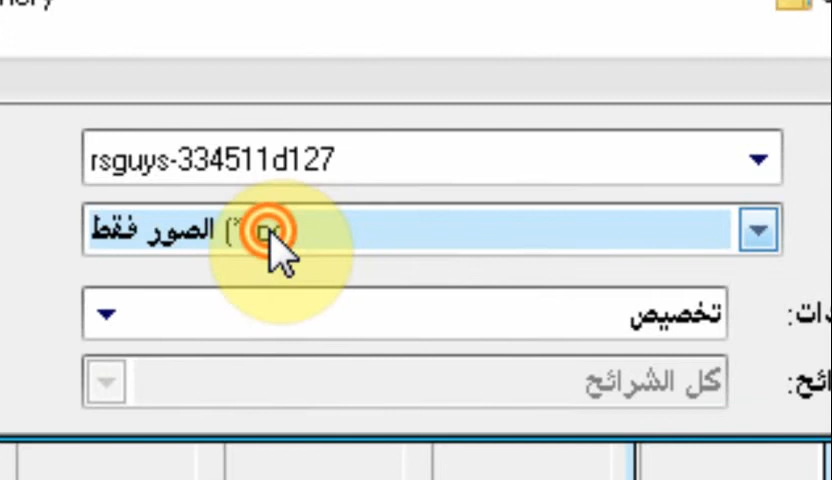 rsguys-334511d127
الصور فقط (*
تخصيص
كل الشرائح